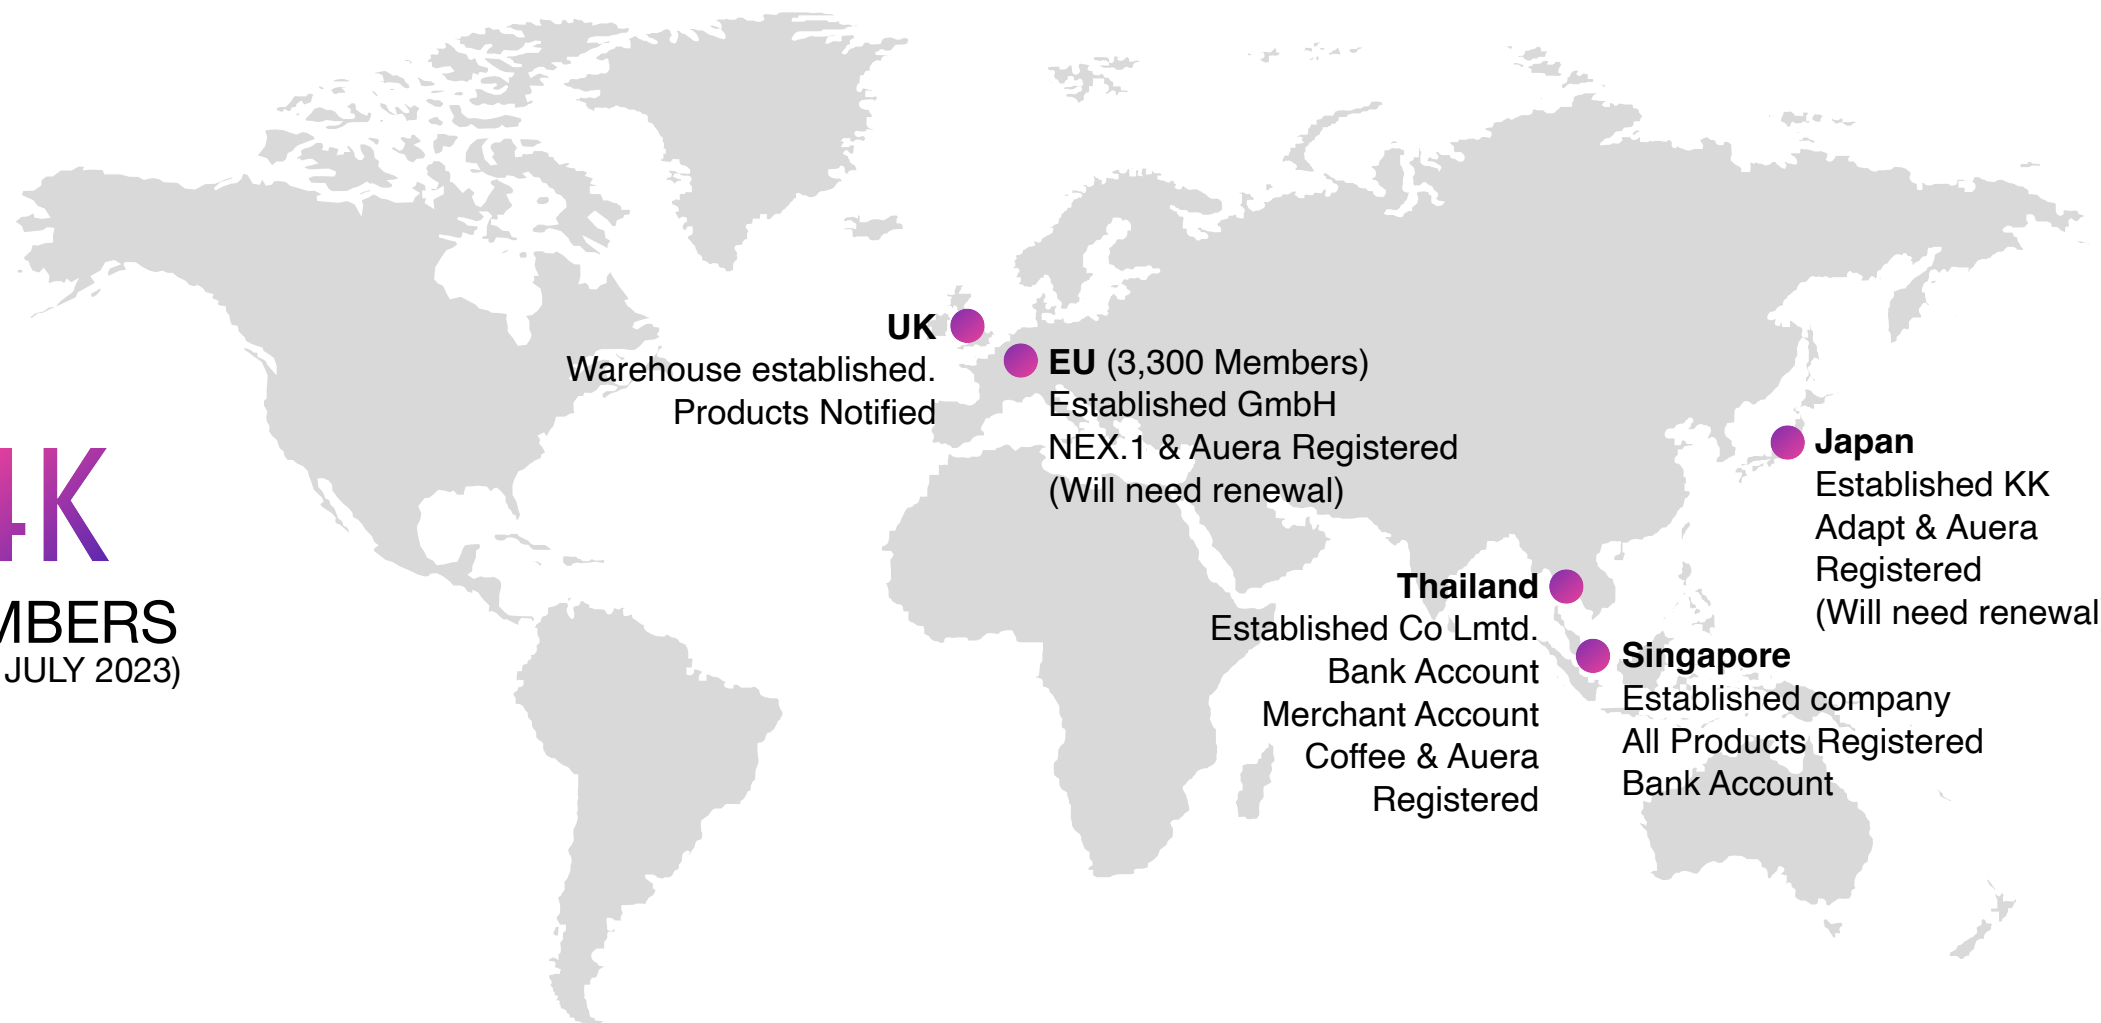 4K
MBERS
JULY 2023)
UK
Warehouse established.
Products Notified
EU (3,300 Members)
Established GmbH
NEX.1 & Auera Registered
(Will need renewal)
Japan
Established KK
Adapt & Auera
Registered
(Will need renewal
Thailand
Established Co Lmtd.
Bank Account
Merchant Account
Coffee & Auera
Registered
Singapore
Established company
All Products Registered
Bank Account